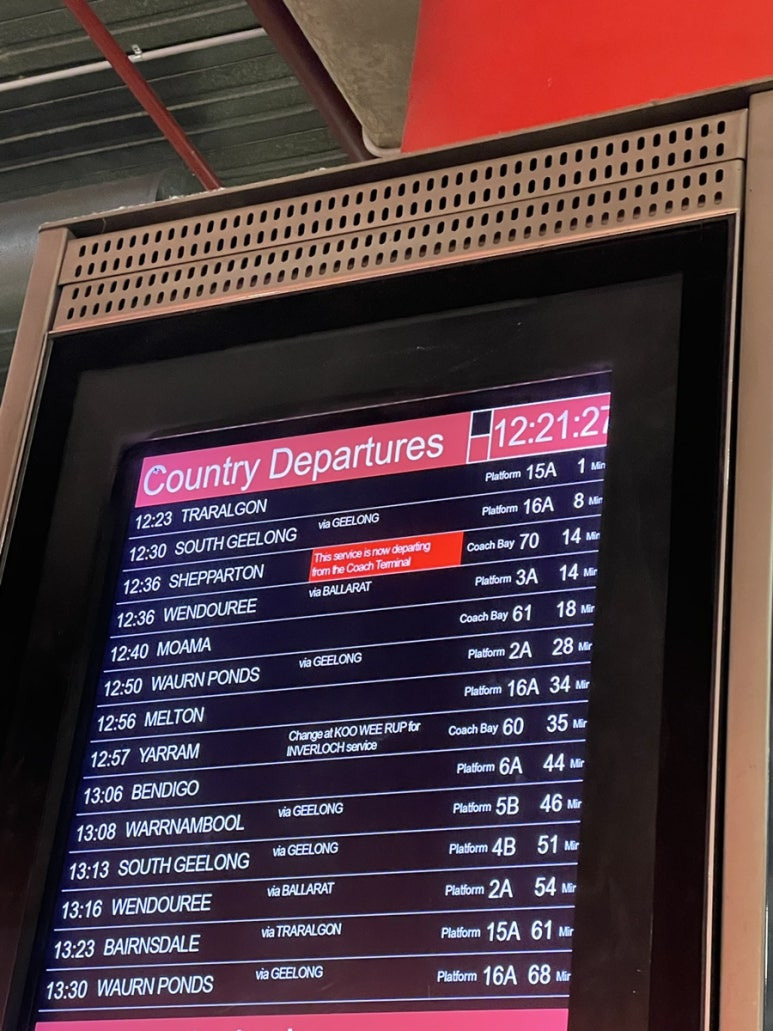 Country Departures 12:21:27
12:23 TRARALGON Platform 15A 1 Min
12:30 SOUTH GEELONG via GEELONG Platform 16A 8 Min
12:36 SHEPPARTON This service is now departing
from the Coach Terminal Coach Bay 70 14 Min
12:36 WENDOUREE via BALLARAT Platform 3A 14 Min
12:40 MOAMA Coach Bay 61 18 Min
12:50 WAURN PONDS via GEELONG Platform 2A 28 Min
12:56 MELTON Platform 16A 34 Min
12:57 YARRAM Change at KOO WEE RUP for
INVERLOCH service Coach Bay 60 35 Min
13:06 BENDIGO Platform 6A 44 Min
13:08 WARRNAMBOOL via GEELONG Platform 5B 46 Min
13:13 SOUTH GEELONG via GEELONG Platform 4B 51 Min
13:16 WENDOUREE via BALLARAT Platform 2A 54 Min
13:23 BAIRNSDALE via TRARALGON Platform 15A 61 Min
13:30 WAURN PONDS via GEELONG Platform 16A 68 Min